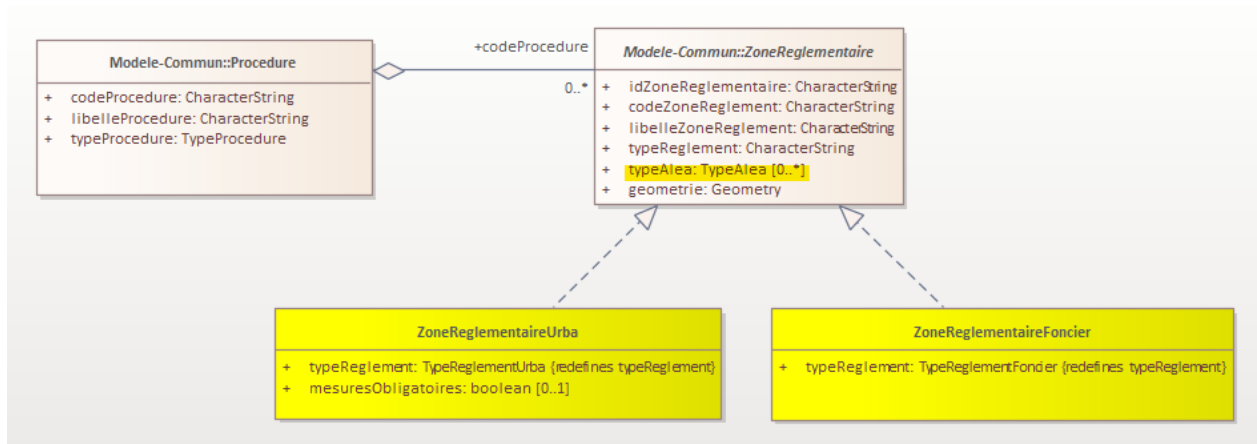 Modele-Commun::Procedure
+ codeProcedure: CharacterString
+ libelleProcedure: CharacterString
+ typeProcedure: TypeProcedure
+codeProcedure
0..*
Modele-Commun::ZoneReglementaire
+ idZoneReglementaire: CharacterString
+ codeZoneReglement: CharacterString
+ libelleZoneReglement: CharacterString
+ typeReglement: CharacterString
+ typeAlea: TypeAlea [0..*]
+ geometrie: Geometry
ZoneReglementaireUrba
+ typeReglement: TypeReglementUrba {redefines typeReglement}
+ mesuresObligatoires: boolean [0..1]
ZoneReglementaireFoncier
+ typeReglement: TypeReglementFoncier {redefines typeReglement}